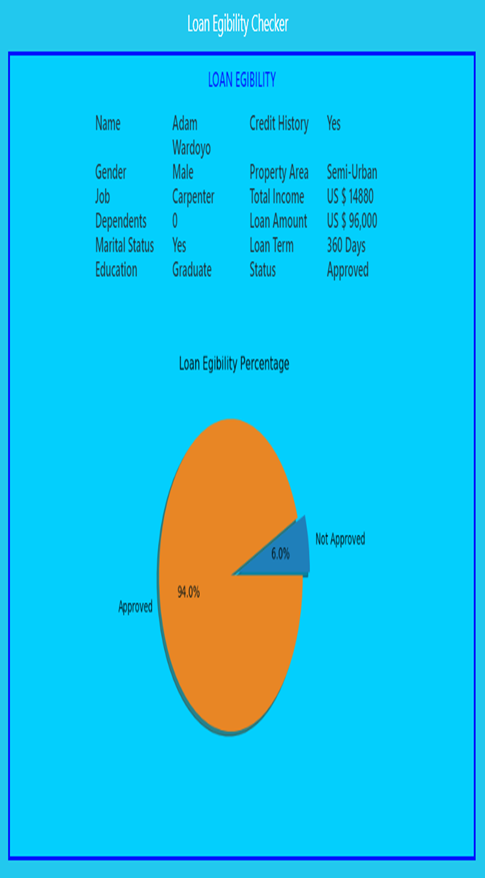 Loan Egibility Checker
LOAN EGIBILITY
Name Adam Wardoyo Credit History Yes
Gender Male Property Area Semi-Urban
Job Carpenter Total Income US $ 14880
Dependents 0 Loan Amount US $ 96,000
Marital Status Yes Loan Term 360 Days
Education Graduate Status Approved
Loan Egibility Percentage
Not Approved
6.0%
94.0%
Approved